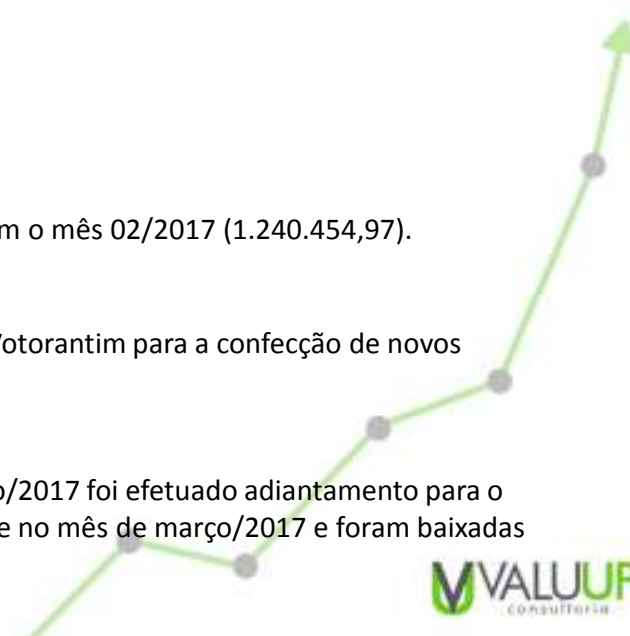 m o mês 02/2017 (1.240.454,97).
Votorantim para a confecção de novos
o/2017 foi efetuado adiantamento para o
e no mês de março/2017 e foram baixadas
VALUUP
consultoria